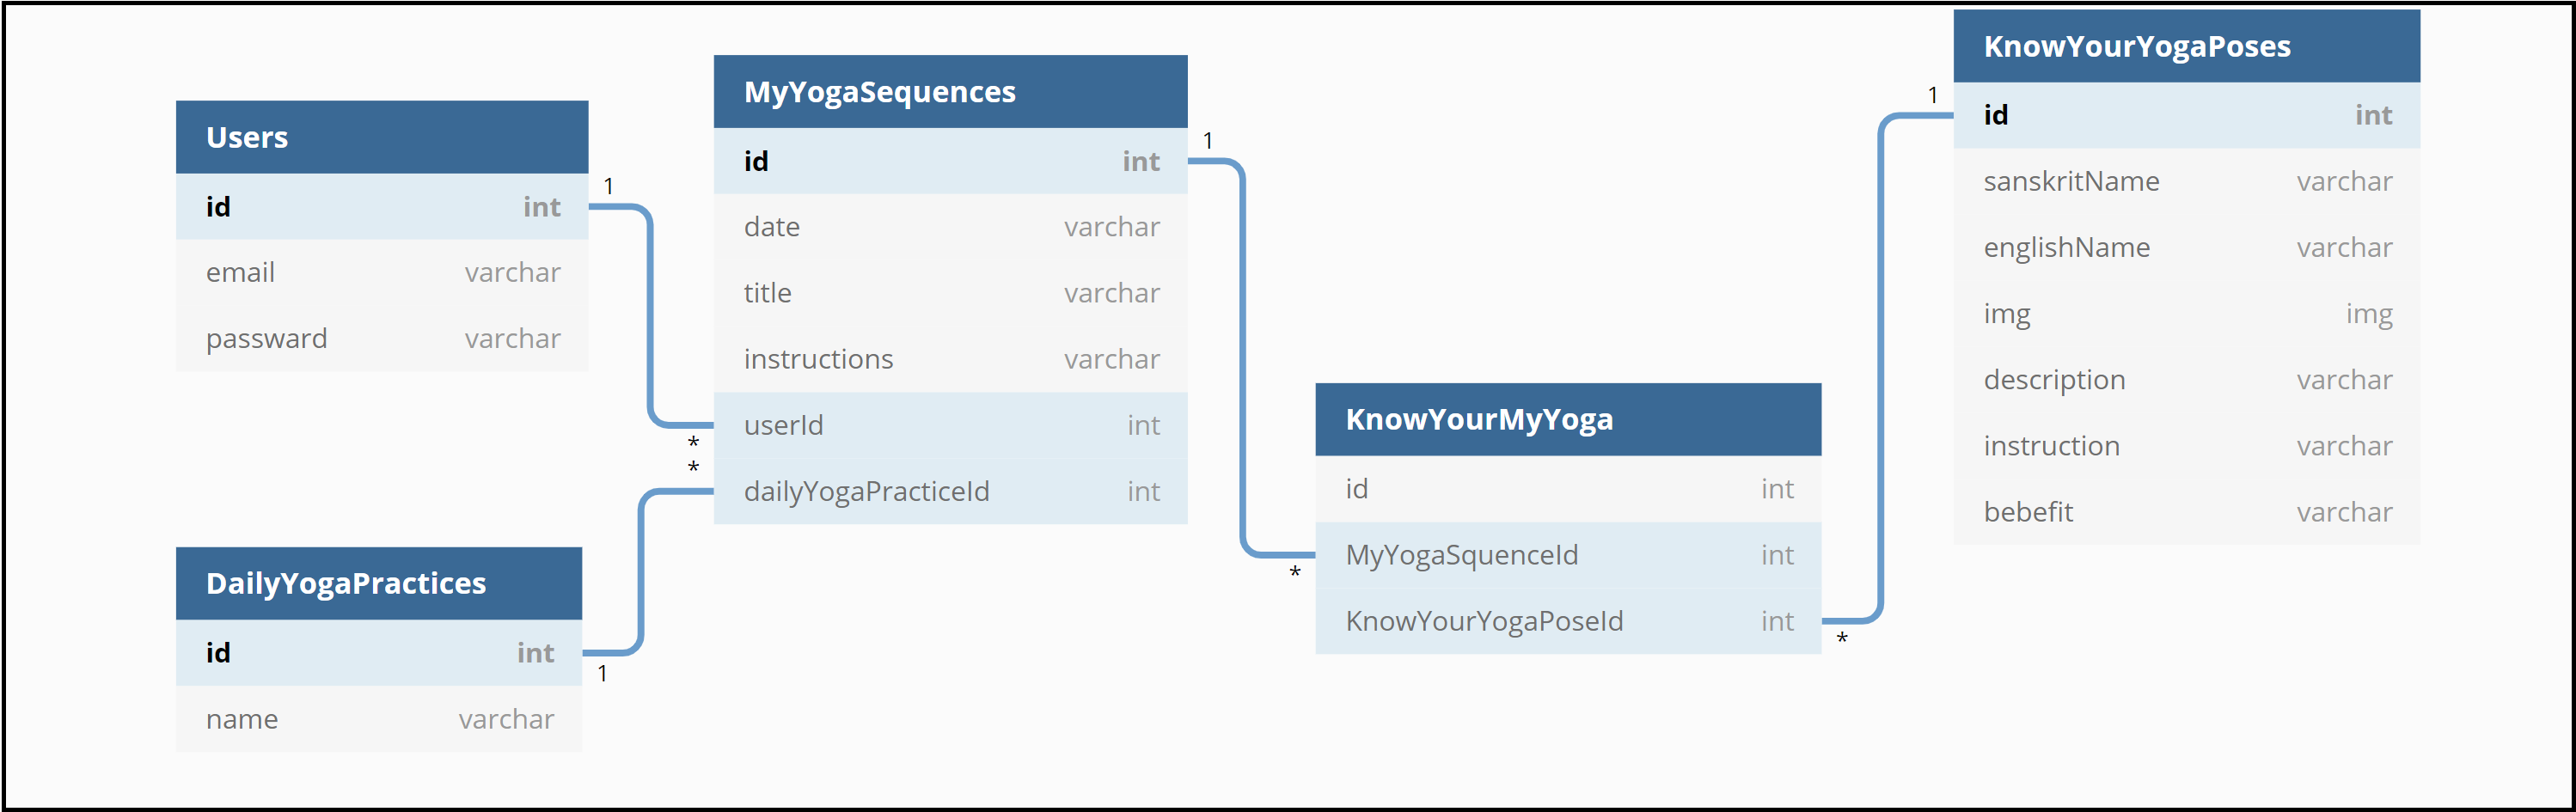 Users
id int
email varchar
passward varchar
1
*
DailyYogaPractices
id int
name varchar
1
*
MyYogaSequences
id int
date varchar
title varchar
instructions varchar
userId int
dailyYogaPracticeId int
1
*
KnowYourMyYoga
id int
MyYogaSquenceId int
KnowYourYogaPoseId int
*
1
KnowYourYogaPoses
id int
sanskritName varchar
englishName varchar
img img
description varchar
instruction varchar
bebefit varchar